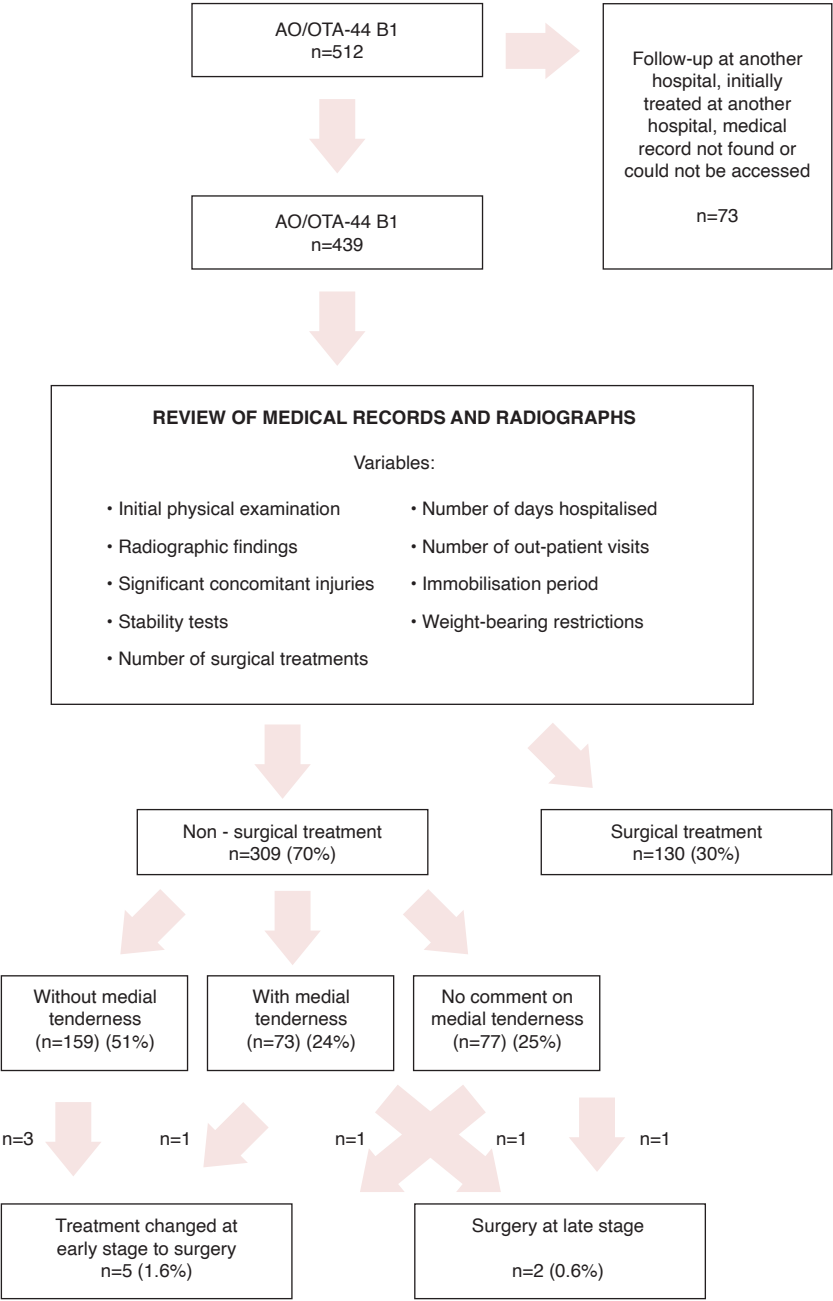 AO/OTA-44 B1
n=512
Follow-up at another
hospital, initially
treated at another
hospital, medical
record not found or
could not be accessed
n=73
AO/OTA-44 B1
n=439
REVIEW OF MEDICAL RECORDS AND RADIOGRAPHS
Variables:
• Initial physical examination
• Radiographic findings
• Significant concomitant injuries
• Stability tests
• Number of surgical treatments
• Number of days hospitalised
• Number of out-patient visits
• Immobilisation period
• Weight-bearing restrictions
Non - surgical treatment
n=309 (70%)
Surgical treatment
n=130 (30%)
Without medial
tenderness
(n=159) (51%)
With medial
tenderness
(n=73) (24%)
No comment on
medial tenderness
(n=77) (25%)
n=3
n=1
n=1
n=1
n=1
Treatment changed at
early stage to surgery
n=5 (1.6%)
Surgery at late stage
n=2 (0.6%)